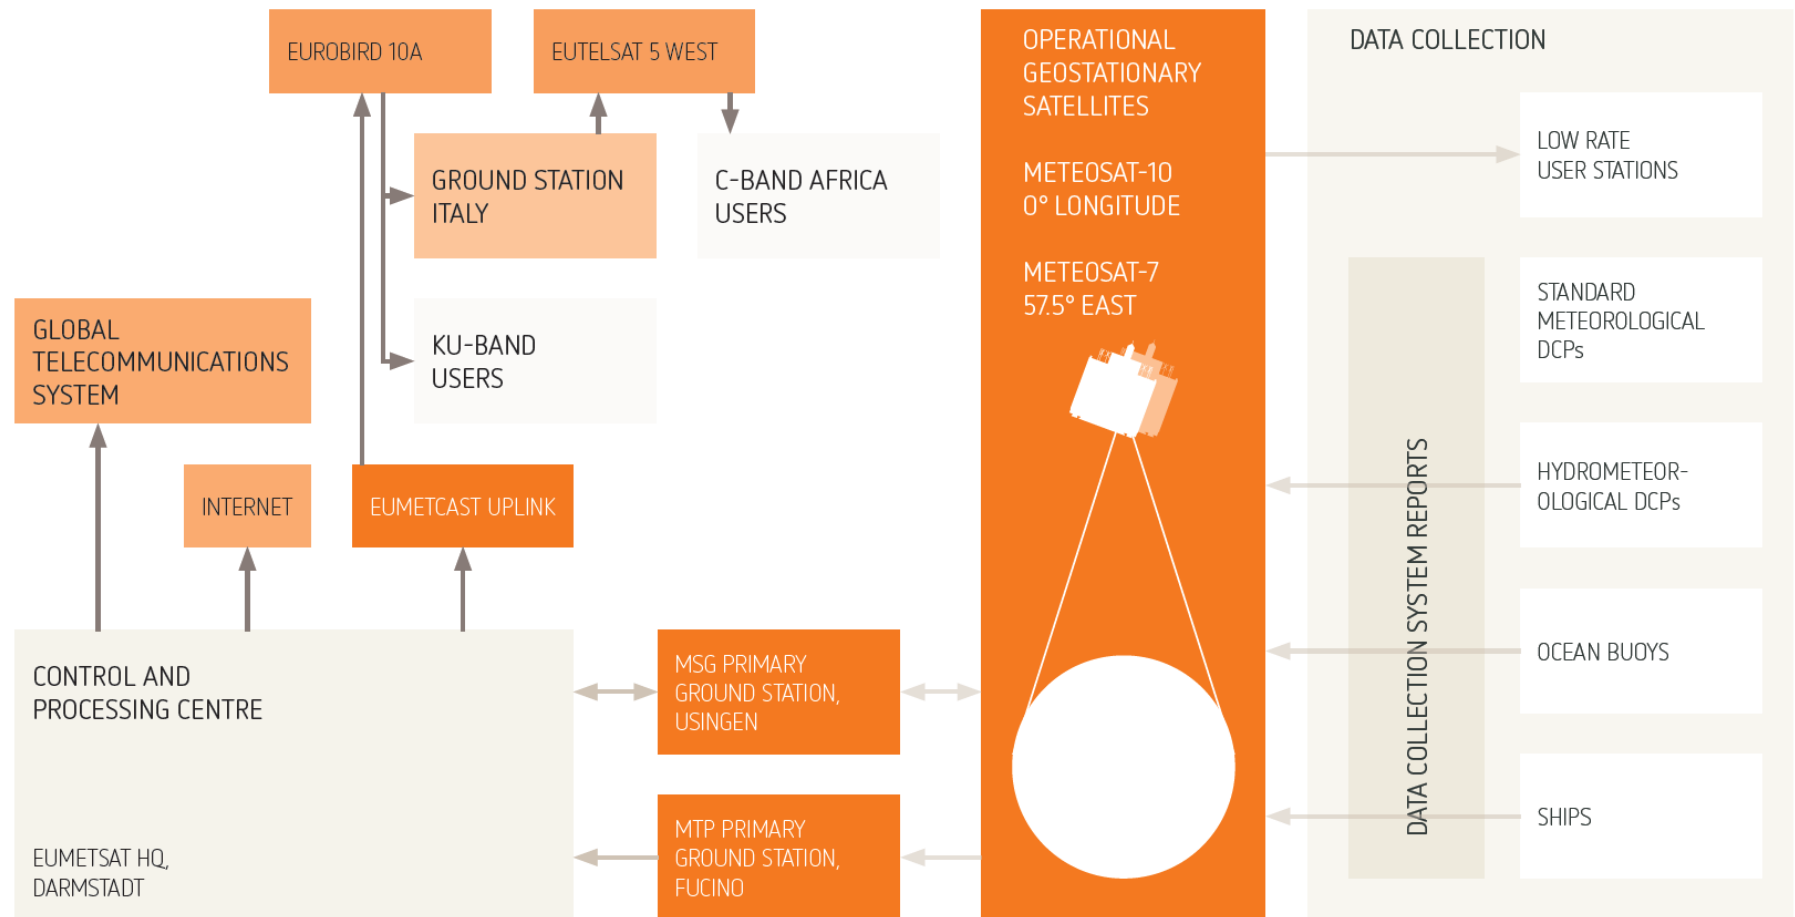 EUROBIRD 10A
EUTELSAT 5 WEST
GROUND STATION
ITALY
C-BAND AFRICA
USERS
KU-BAND
USERS
GLOBAL
TELECOMMUNICATIONS
SYSTEM
INTERNET
EUMETCAST UPLINK
CONTROL AND
PROCESSING CENTRE
EUMETSAT HQ,
DARMSTADT
MSG PRIMARY
GROUND STATION,
USINGEN
MTP PRIMARY
GROUND STATION,
FUCINO
OPERATIONAL
GEOSTATIONARY
SATELLITES
METEOSAT-10
0° LONGITUDE
METEOSAT-7
57.5° EAST
DATA COLLECTION
LOW RATE
USER STATIONS
DATA COLLECTION SYSTEM REPORTS
STANDARD
METEOROLOGICAL
DCPs
HYDROMETEOR-
OLOGICAL DCPs
OCEAN BUOYS
SHIPS